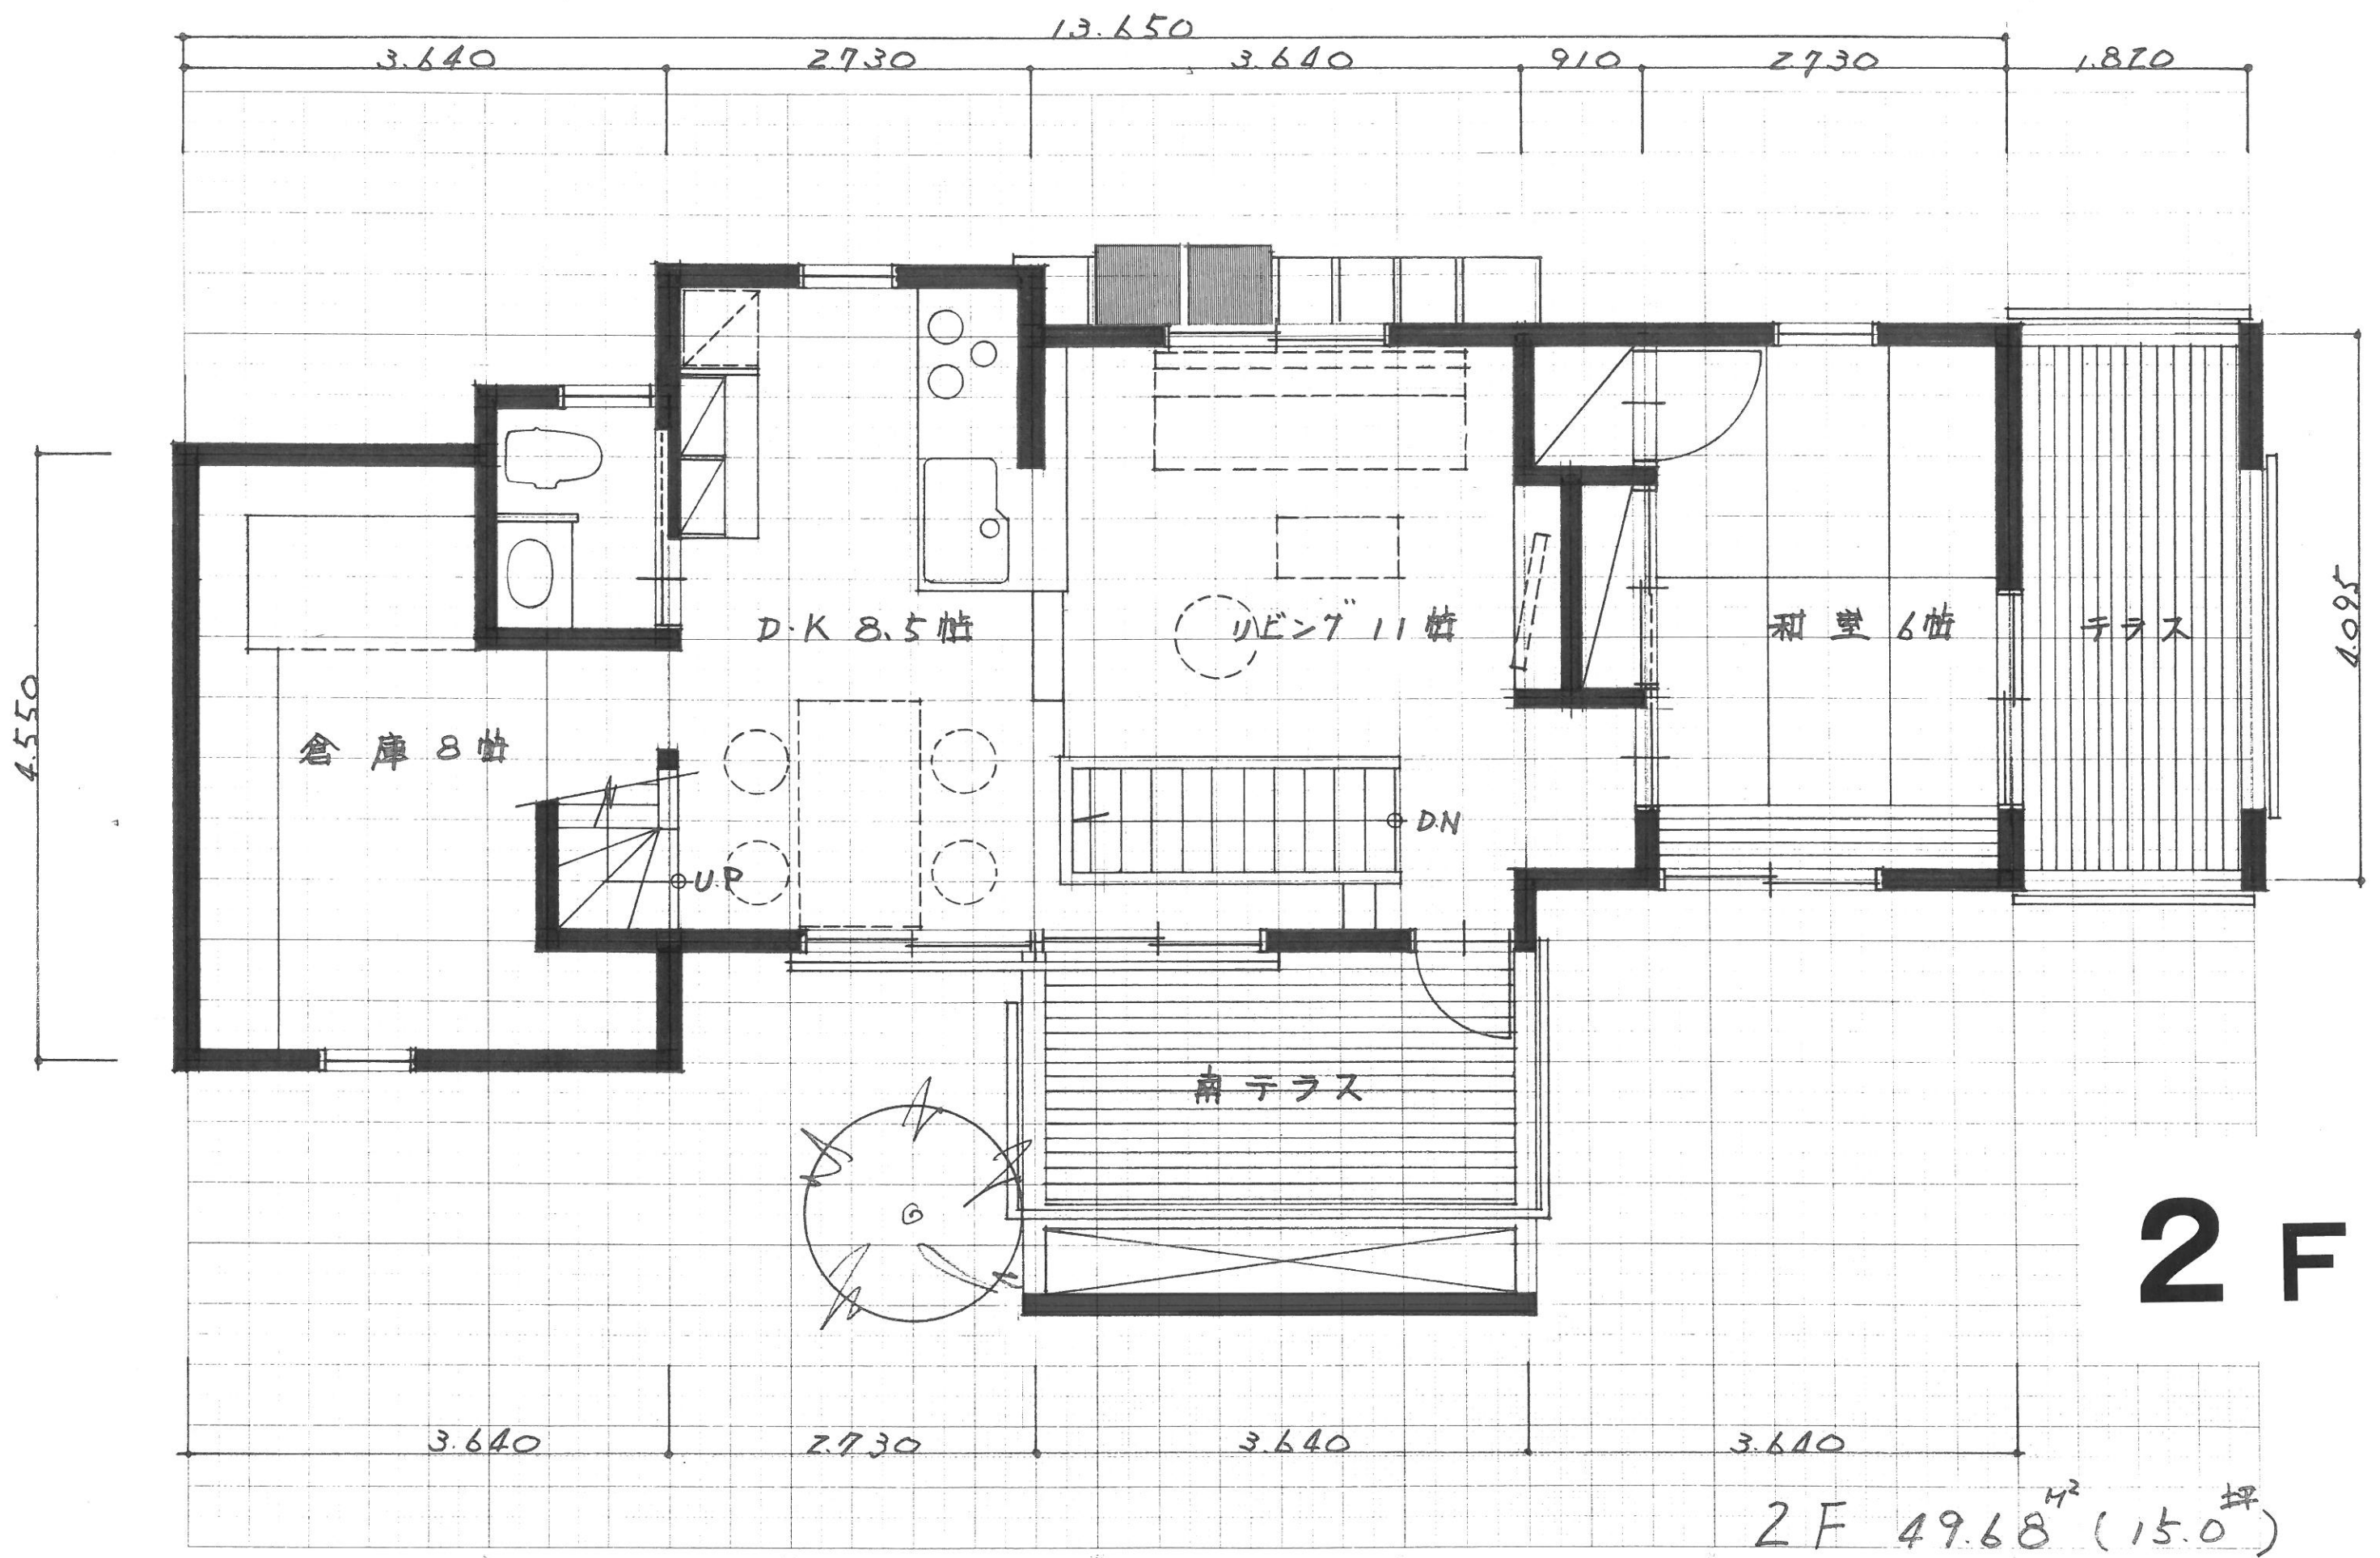 13.650
3.640 2.730 3.640 910 2.730 1.820
4.550
4.095
D.K 8.5帖
リビング 11帖
和室 6帖
テラス
倉庫 8帖
DN
UP
南テラス
2F
3.640 2.730 3.640 3.640
2F 49.68M² (15.0坪)